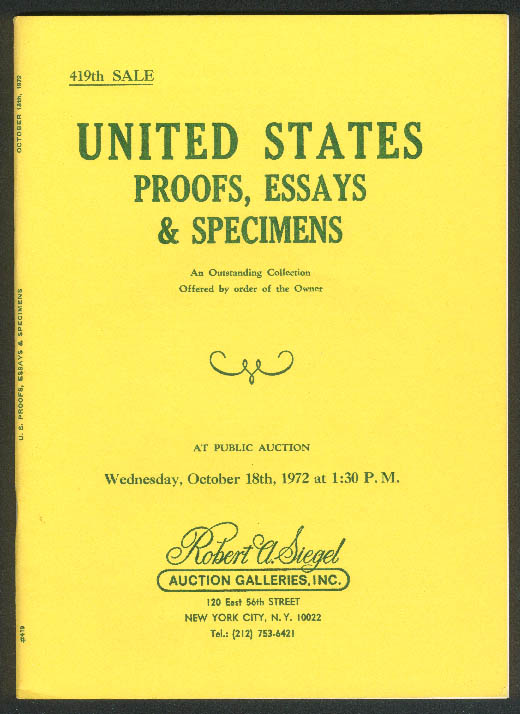 419th SALE
UNITED STATES
PROOFS, ESSAYS
& SPECIMENS
An Outstanding Collection
Offered by order of the Owner
AT PUBLIC AUCTION
Wednesday, October 18th, 1972 at 1:30 P. M.
Robert A. Siegel
AUCTION GALLERIES, INC.
120 East 56th STREET
NEW YORK CITY, N. Y. 10022
Tel.: (212) 753-6421
#419
U. S. PROOFS, ESSAYS & SPECIMENS
OCTOBER 18th, 1972